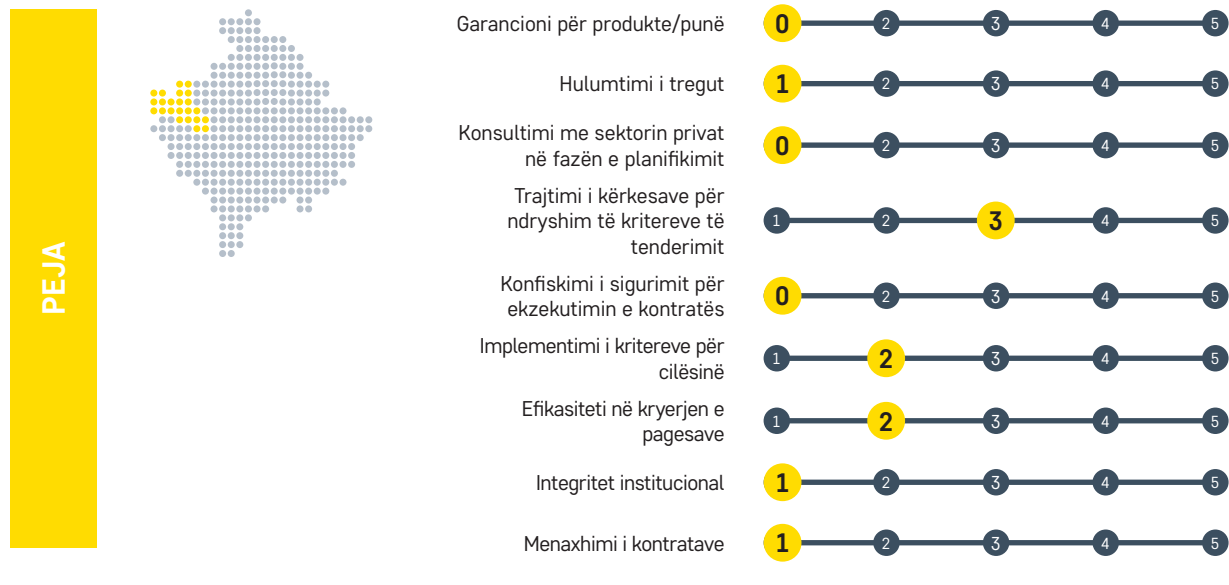 PEJA
Garancioni për produkte/punë
0 2 3 4 5
Hulumtimi i tregut
1 2 3 4 5
Konsultimi me sektorin privat
në fazën e planifikimit
0 2 3 4 5
Trajtimi i kërkesave për
ndryshim të kritereve të
tenderimit
1 2 3 4 5
Konfiskimi i sigurimit për
ekzekutimin e kontratës
0 2 3 4 5
Implementimi i kritereve për
cilësinë
1 2 3 4 5
Efikasiteti në kryerjen e
pagesave
1 2 3 4 5
Integritet institucional
1 2 3 4 5
Menaxhimi i kontratave
1 2 3 4 5